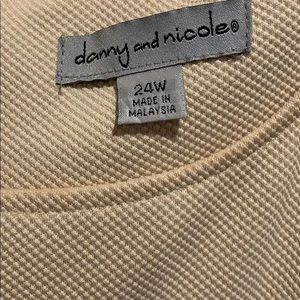 danny and nicole®
24W
MADE IN
MALAYSIA